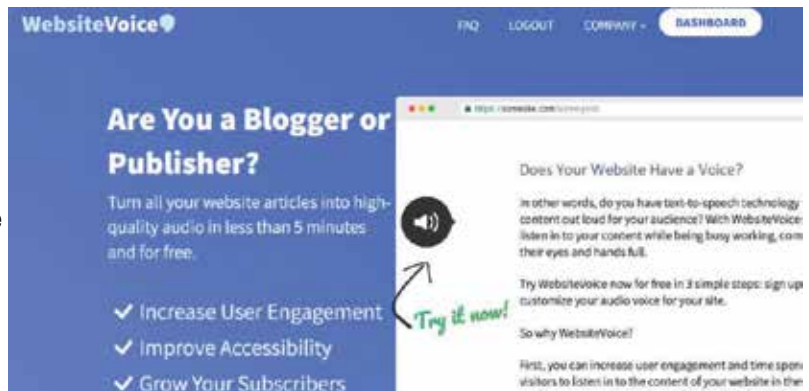 WebsiteVoice
FAQ LOGOUT COMPANY DASHBOARD
Are You a Blogger or
Publisher?
Turn all your website articles into high-
quality audio in less than 5 minutes
and for free.
Increase User Engagement
Improve Accessibility
Grow Your Subscribers
Try it now!
Does Your Website Have a Voice?
In other words, do you have text-to-speech technology
content out loud for your audience? With WebsiteVoice
listen in to your content while being busy working, com
their eyes and hands full.
Try WebsiteVoice now for free in 3 simple steps: sign up
customize your audio voice for your site.
So why WebsiteVoice?
First, you can increase user engagement and time spen
visitors to listen in to the content of your website in the
e